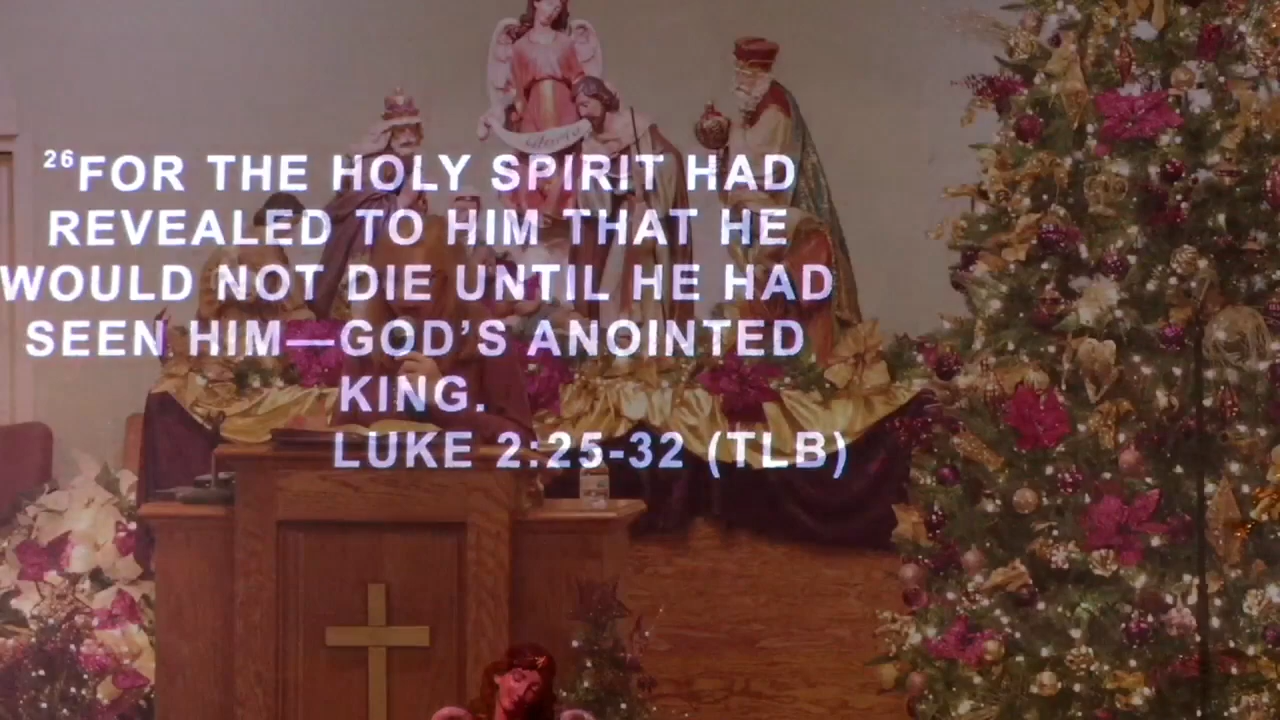 ²⁶FOR THE HOLY SPIRIT HAD
REVEALED TO HIM THAT HE
WOULD NOT DIE UNTIL HE HAD
SEEN HIM—GOD’S ANOINTED
KING.
LUKE 2:25-32 (TLB)